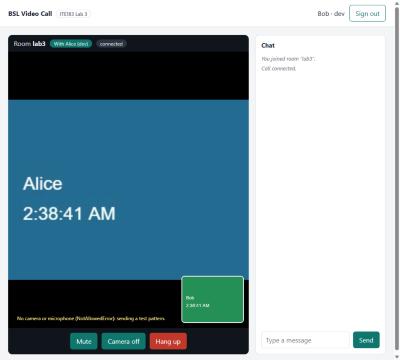 BSL Video Call ITE183 Lab 3
Bob · dev Sign out
Room lab3 With Alice (dev) connected
Alice
2:38:41 AM
Bob
2:38:41 AM
No camera or microphone (NotAllowedError): sending a test pattern.
Mute Camera off Hang up
Chat
You joined room "lab3".
Call connected.
Type a message Send